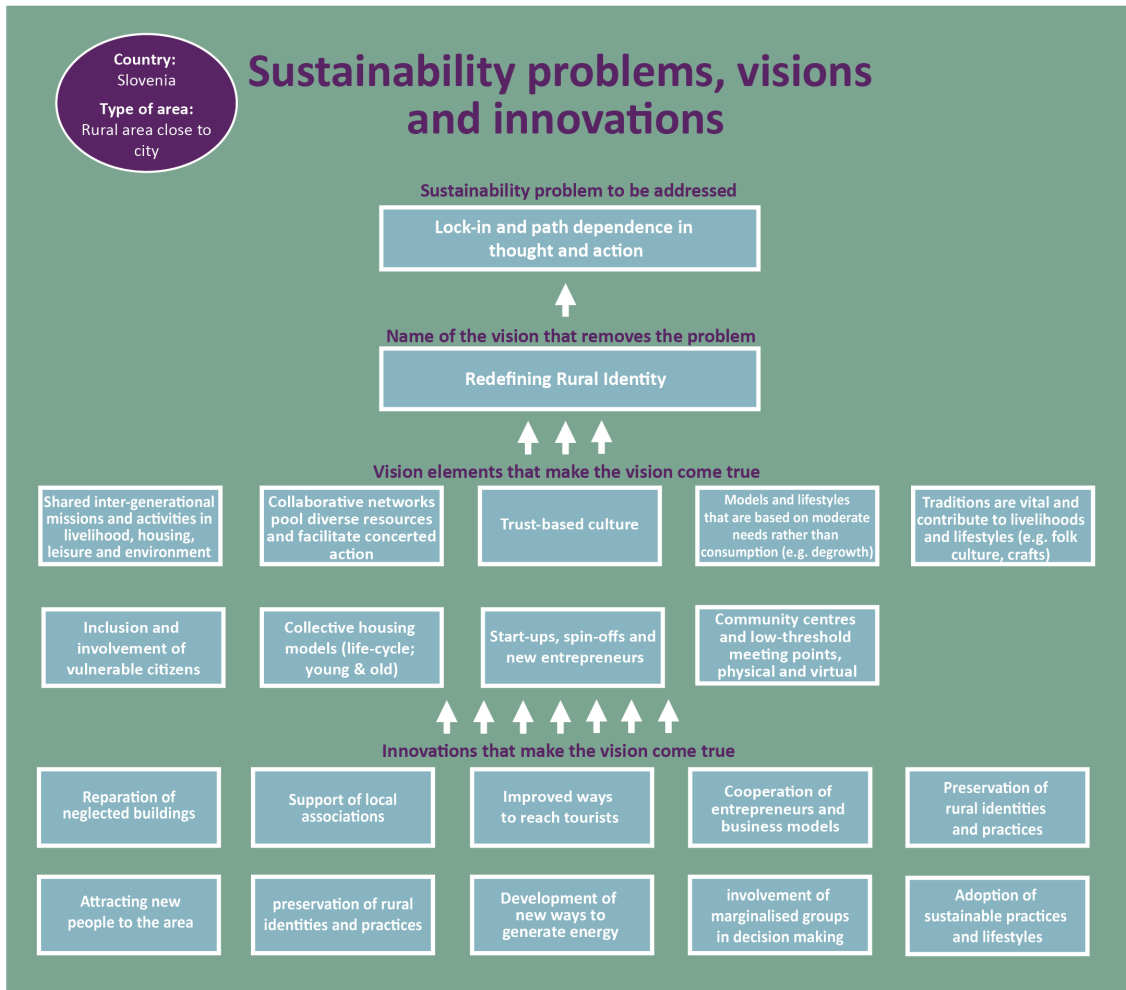 Country:
Slovenia
Type of area:
Rural area close to
city
Sustainability problems, visions
and innovations
Sustainability problem to be addressed
Lock-in and path dependence in
thought and action
Name of the vision that removes the problem
Redefining Rural Identity
Vision elements that make the vision come true
Shared inter-generational
missions and activities in
livelihood, housing,
leisure and environment
Collaborative networks
pool diverse resources
and facilitate concerted
action
Trust-based culture
Models and lifestyles
that are based on moderate
needs rather than
consumption (e.g. degrowth)
Traditions are vital and
contribute to livelihoods
and lifestyles (e.g. folk
culture, crafts)
Inclusion and
involvement of
vulnerable citizens
Collective housing
models (life-cycle;
young & old)
Start-ups, spin-offs and
new entrepreneurs
Community centres
and low-threshold
meeting points,
physical and virtual
Innovations that make the vision come true
Reparation of
neglected buildings
Support of local
associations
Improved ways
to reach tourists
Cooperation of
entrepreneurs and
business models
Preservation of
rural identities
and practices
Attracting new
people to the area
preservation of rural
identities and practices
Development of
new ways to
generate energy
involvement of
marginalised groups
in decision making
Adoption of
sustainable practices
and lifestyles